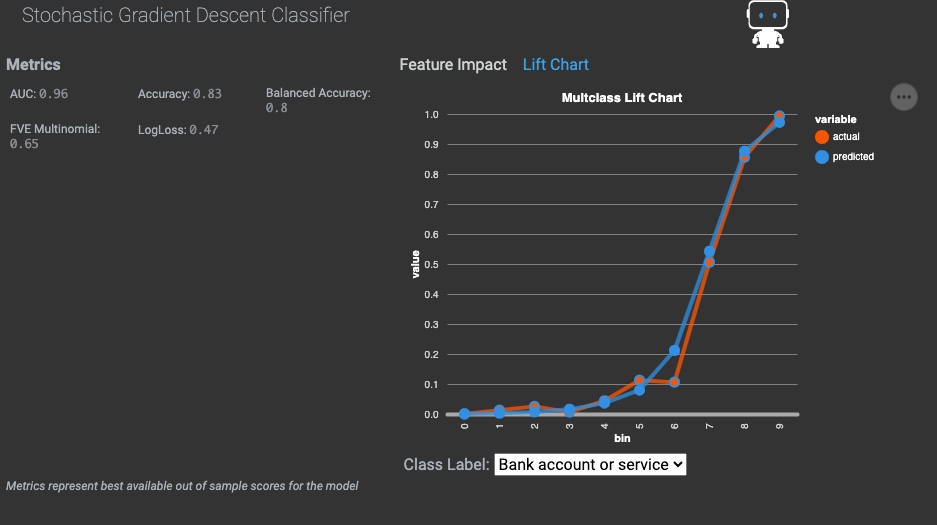 Stochastic Gradient Descent Classifier
Metrics
AUC: 0.96
Accuracy: 0.83
Balanced Accuracy:
0.8
FVE Multinomial:
0.65
LogLoss: 0.47
Feature Impact
Lift Chart
Multclass Lift Chart
1.0
0.9
0.8
0.7
0.6
0.5
0.4
0.3
0.2
0.1
0.0
value
0
1
2
3
4
5
6
7
8
9
bin
variable
actual
predicted
Class Label: Bank account or service
Metrics represent best available out of sample scores for the model